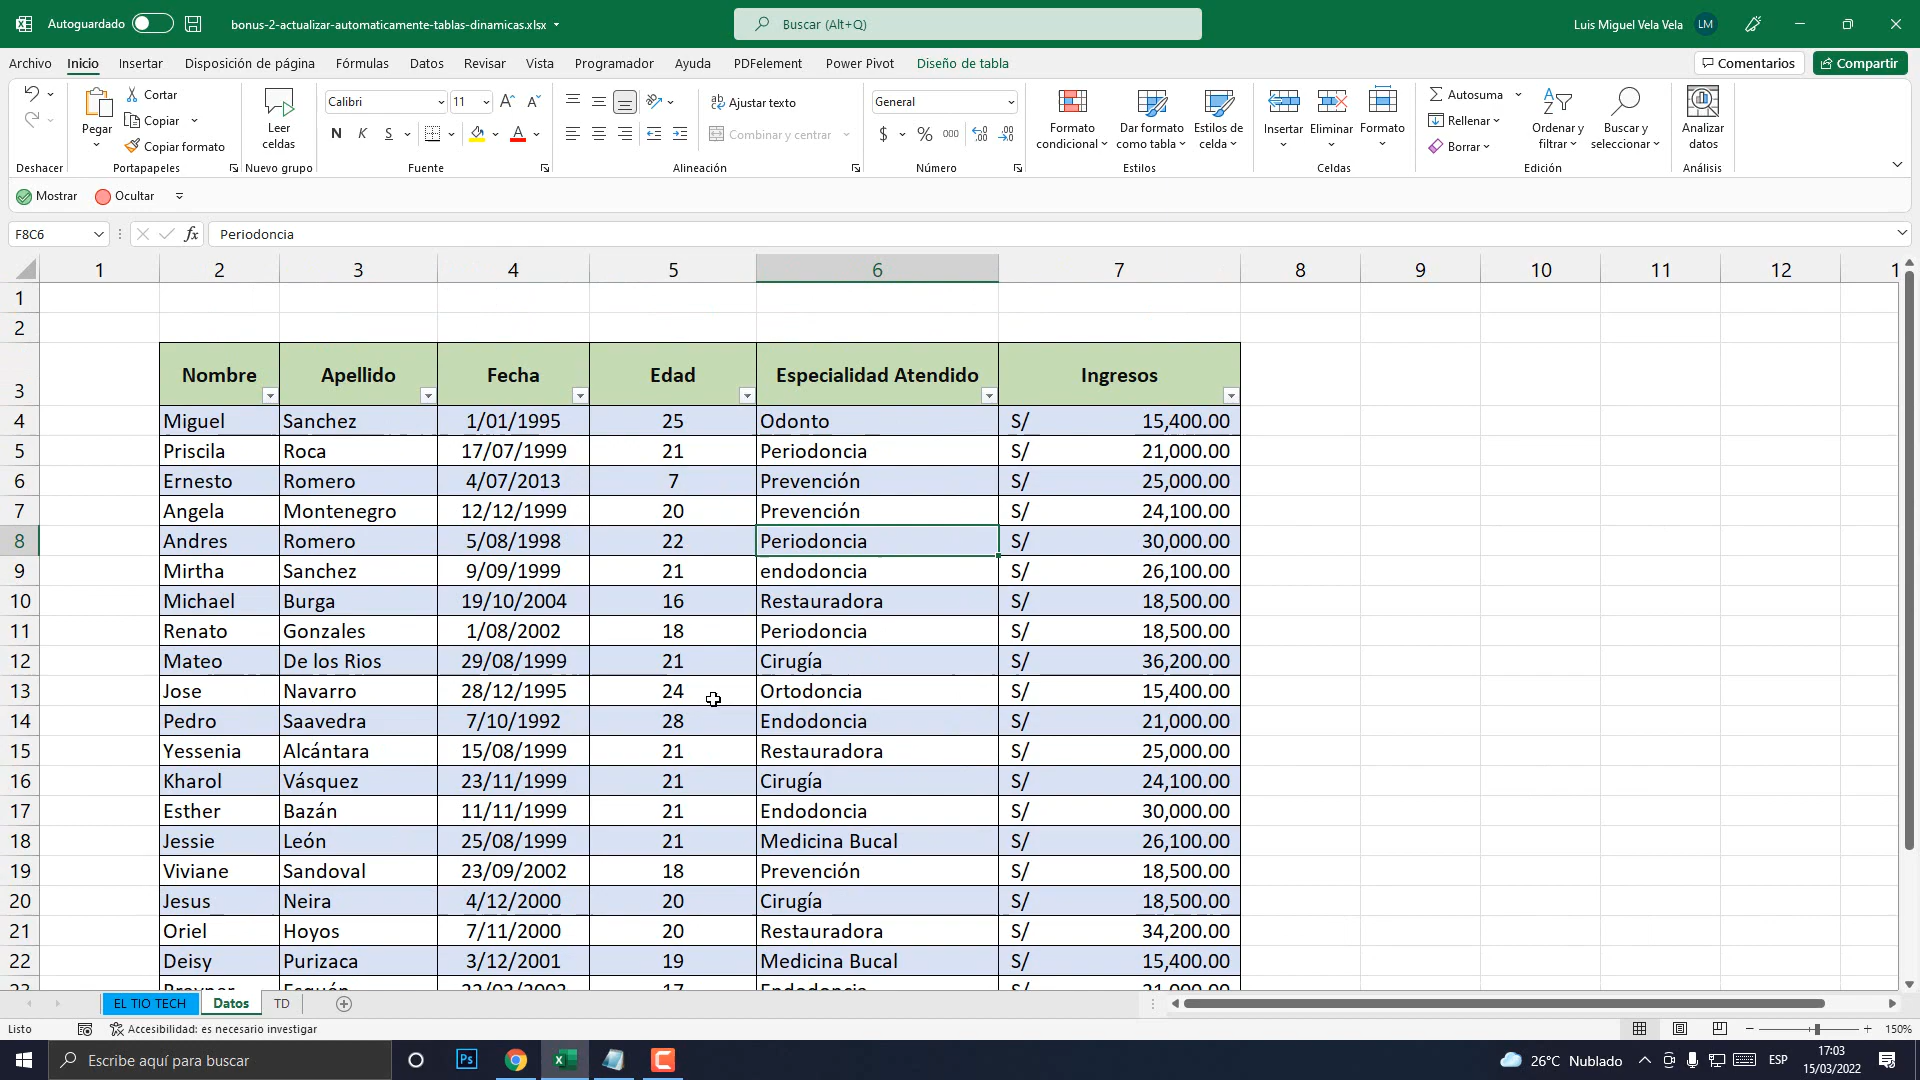 Autoguardado bonus-2-actualizar-automaticamente-tablas-dinamicas.xlsx Buscar (Alt+Q) Luis Miguel Vela Vela LM
Archivo Inicio Insertar Disposición de página Fórmulas Datos Revisar Vista Programador Ayuda PDFelement Power Pivot Diseño de tabla Comentarios Compartir
Pegar Cortar Copiar Copiar formato Leer celdas Calibri 11 N K S Ajustar texto Combinar y centrar General $ % 000 Formato condicional Dar formato como tabla Estilos de celda Insertar Eliminar Formato Autosuma Rellenar Borrar Ordenar y filtrar Buscar y seleccionar Analizar datos
Deshacer Portapapeles Nuevo grupo Fuente Alineación Número Estilos Celdas Edición Análisis
Mostrar Ocultar
F8C6 fx Periodoncia
1 2 3 4 5 6 7 8 9 10 11 12 1
1
2
3 Nombre Apellido Fecha Edad Especialidad Atendido Ingresos
4 Miguel Sanchez 1/01/1995 25 Odonto S/ 15,400.00
5 Priscila Roca 17/07/1999 21 Periodoncia S/ 21,000.00
6 Ernesto Romero 4/07/2013 7 Prevención S/ 25,000.00
7 Angela Montenegro 12/12/1999 20 Prevención S/ 24,100.00
8 Andres Romero 5/08/1998 22 Periodoncia S/ 30,000.00
9 Mirtha Sanchez 9/09/1999 21 endodoncia S/ 26,100.00
10 Michael Burga 19/10/2004 16 Restauradora S/ 18,500.00
11 Renato Gonzales 1/08/2002 18 Periodoncia S/ 18,500.00
12 Mateo De los Rios 29/08/1999 21 Cirugía S/ 36,200.00
13 Jose Navarro 28/12/1995 24 Ortodoncia S/ 15,400.00
14 Pedro Saavedra 7/10/1992 28 Endodoncia S/ 21,000.00
15 Yessenia Alcántara 15/08/1999 21 Restauradora S/ 25,000.00
16 Kharol Vásquez 23/11/1999 21 Cirugía S/ 24,100.00
17 Esther Bazán 11/11/1999 21 Endodoncia S/ 30,000.00
18 Jessie León 25/08/1999 21 Medicina Bucal S/ 26,100.00
19 Viviane Sandoval 23/09/2002 18 Prevención S/ 18,500.00
20 Jesus Neira 4/12/2000 20 Cirugía S/ 18,500.00
21 Oriel Hoyos 7/11/2000 20 Restauradora S/ 34,200.00
22 Deisy Purizaca 3/12/2001 19 Medicina Bucal S/ 15,400.00
EL TIO TECH Datos TD
Listo Accesibilidad: es necesario investigar 150%
Escribe aquí para buscar Ps 26°C Nublado ESP 17:03
15/03/2022